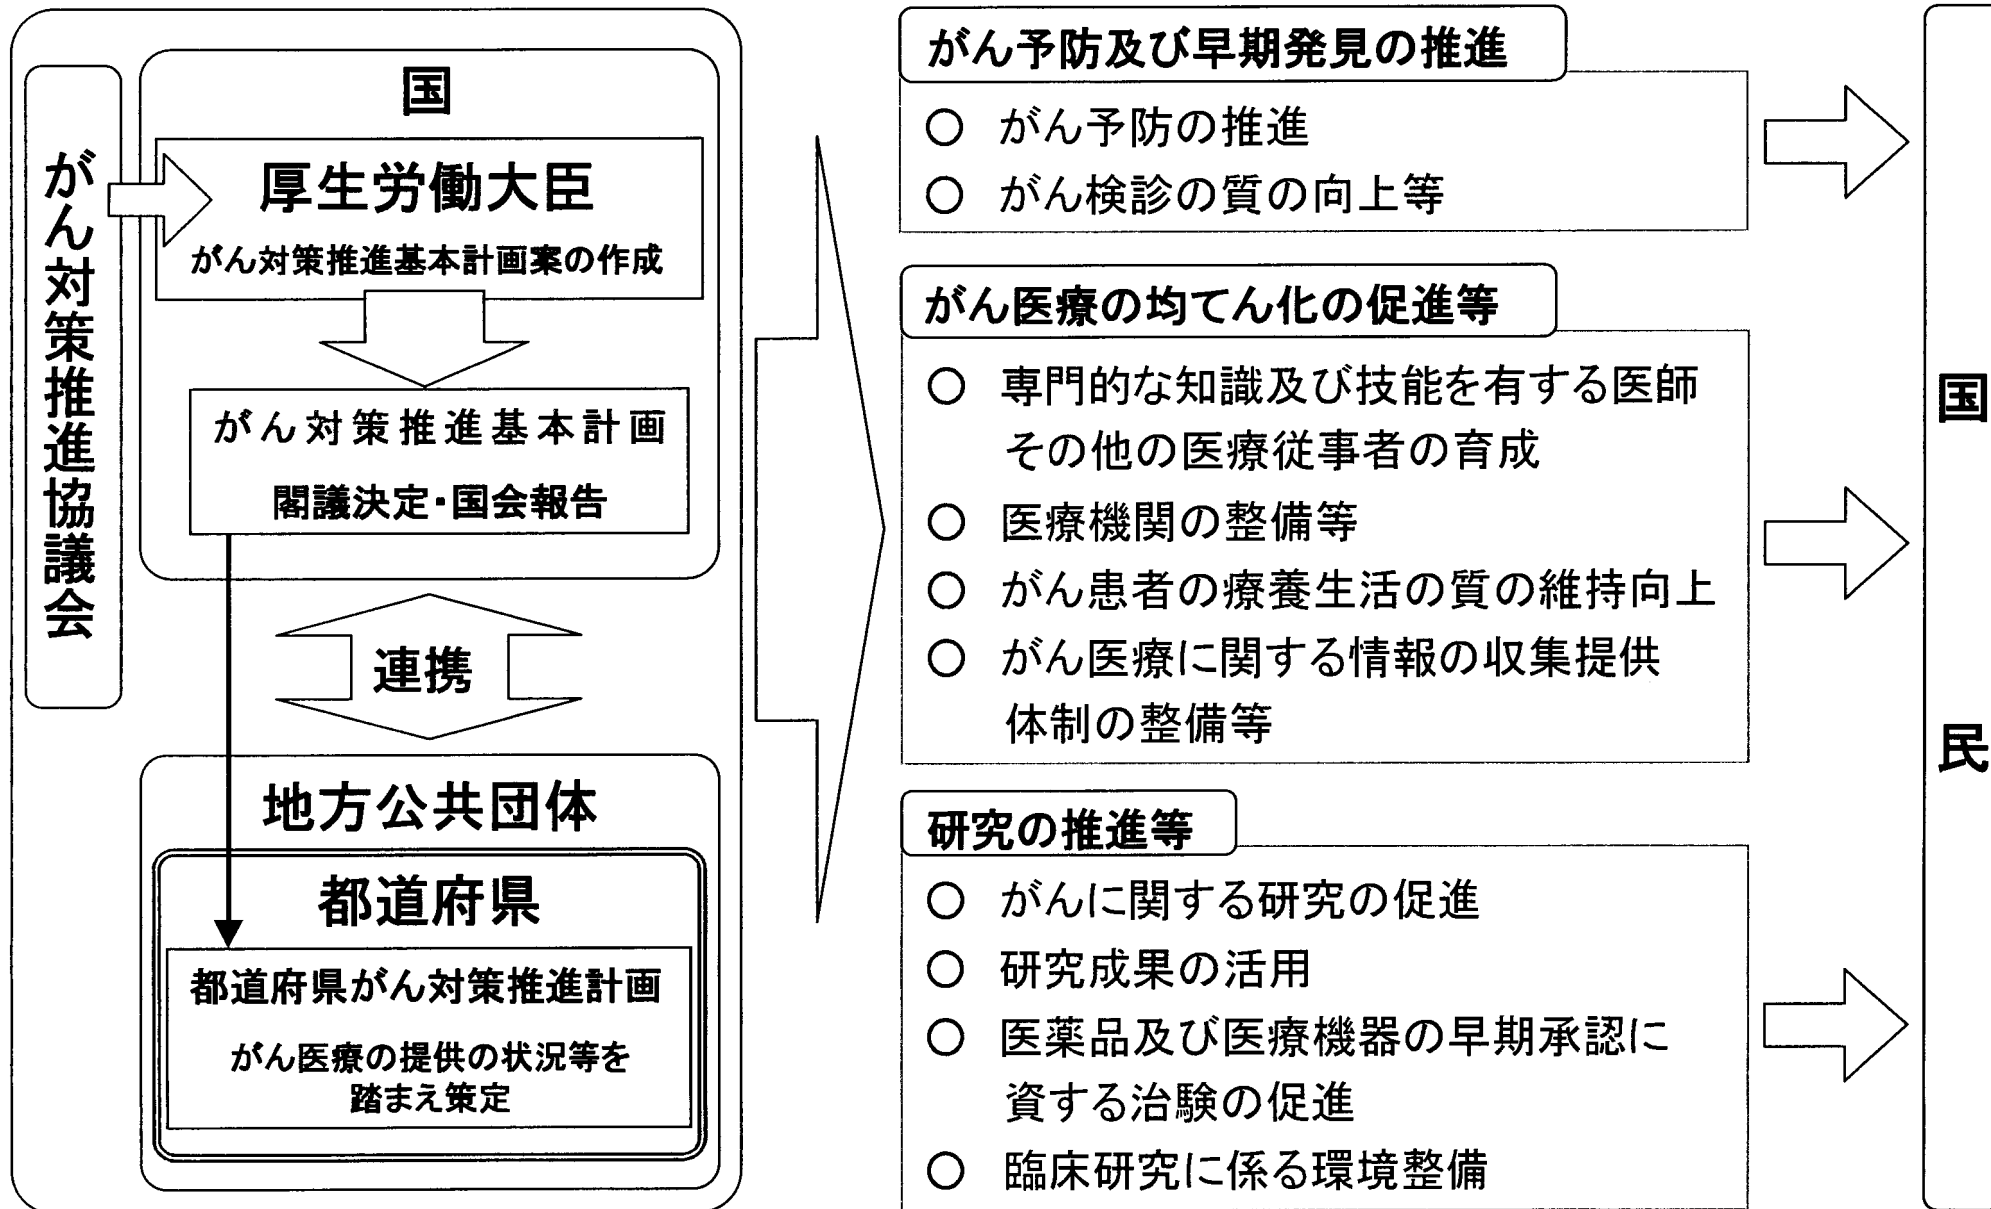 がん対策推進協議会
国
厚生労働大臣
がん対策推進基本計画案の作成
がん対策推進基本計画
閣議決定・国会報告
連携
地方公共団体
都道府県
都道府県がん対策推進計画
がん医療の提供の状況等を
踏まえ策定
がん予防及び早期発見の推進
○ がん予防の推進
○ がん検診の質の向上等
がん医療の均てん化の促進等
○ 専門的な知識及び技能を有する医師
その他の医療従事者の育成
○ 医療機関の整備等
○ がん患者の療養生活の質の維持向上
○ がん医療に関する情報の収集提供
体制の整備等
研究の推進等
○ がんに関する研究の促進
○ 研究成果の活用
○ 医薬品及び医療機器の早期承認に
資する治験の促進
○ 臨床研究に係る環境整備
国民